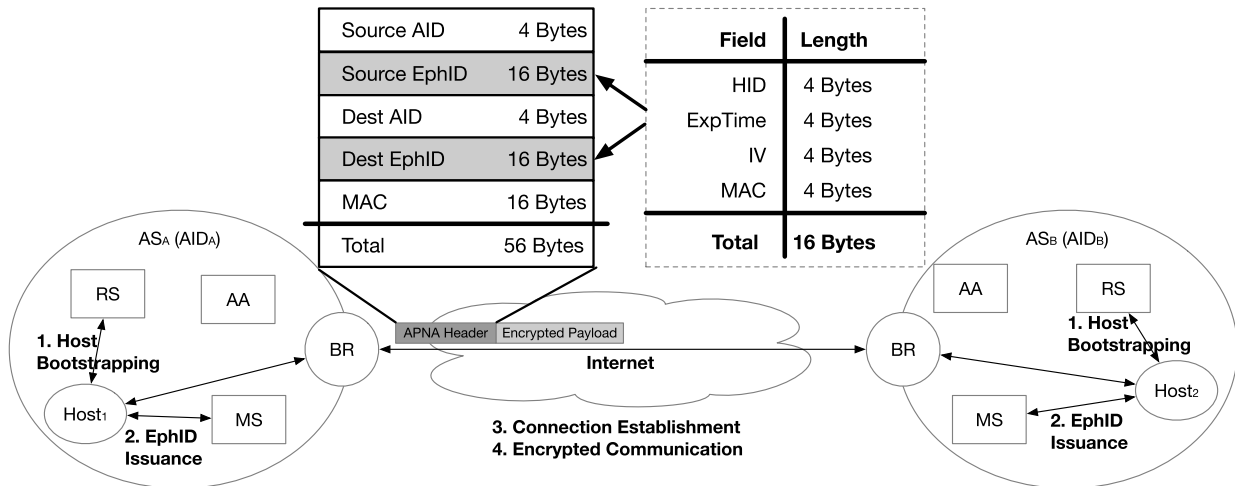 Source AID 4 Bytes
Source EphID 16 Bytes
Dest AID 4 Bytes
Dest EphID 16 Bytes
MAC 16 Bytes
Total 56 Bytes
Field Length
HID 4 Bytes
ExpTime 4 Bytes
IV 4 Bytes
MAC 4 Bytes
Total 16 Bytes
ASA (AIDA)
RS
AA
1. Host
Bootstrapping
Host1
2. EphID
Issuance
MS
BR
APNA Header Encrypted Payload
Internet
3. Connection Establishment
4. Encrypted Communication
ASB (AIDB)
AA
RS
1. Host
Bootstrapping
BR
Host2
MS
2. EphID
Issuance